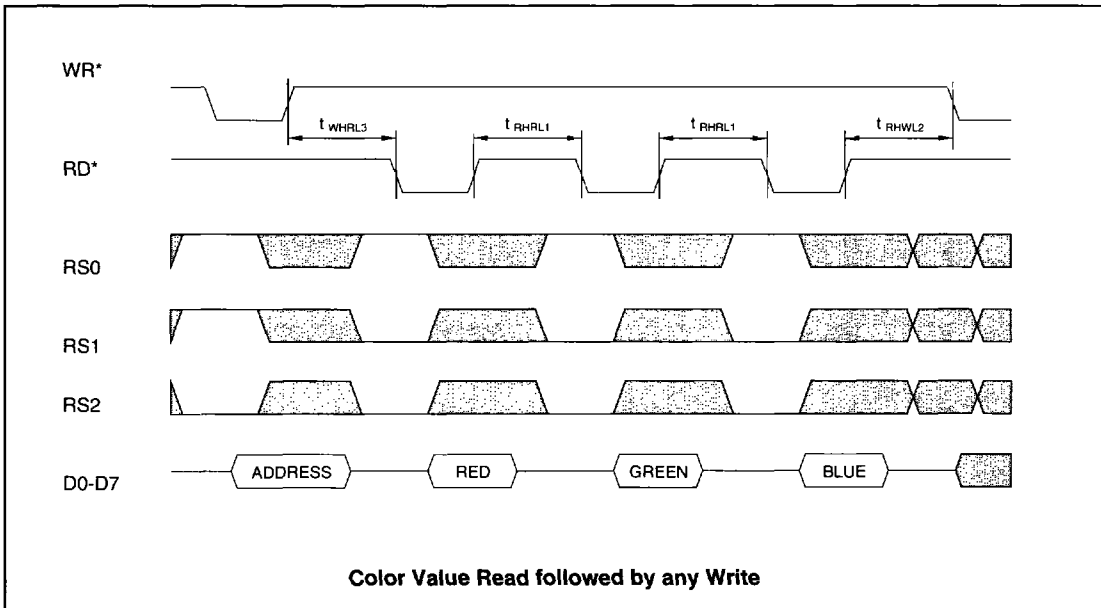 WR*
t WHRL3
t RHRL1
t RHRL1
t RHWL2
RD*
RS0
RS1
RS2
D0-D7
ADDRESS
RED
GREEN
BLUE
Color Value Read followed by any Write